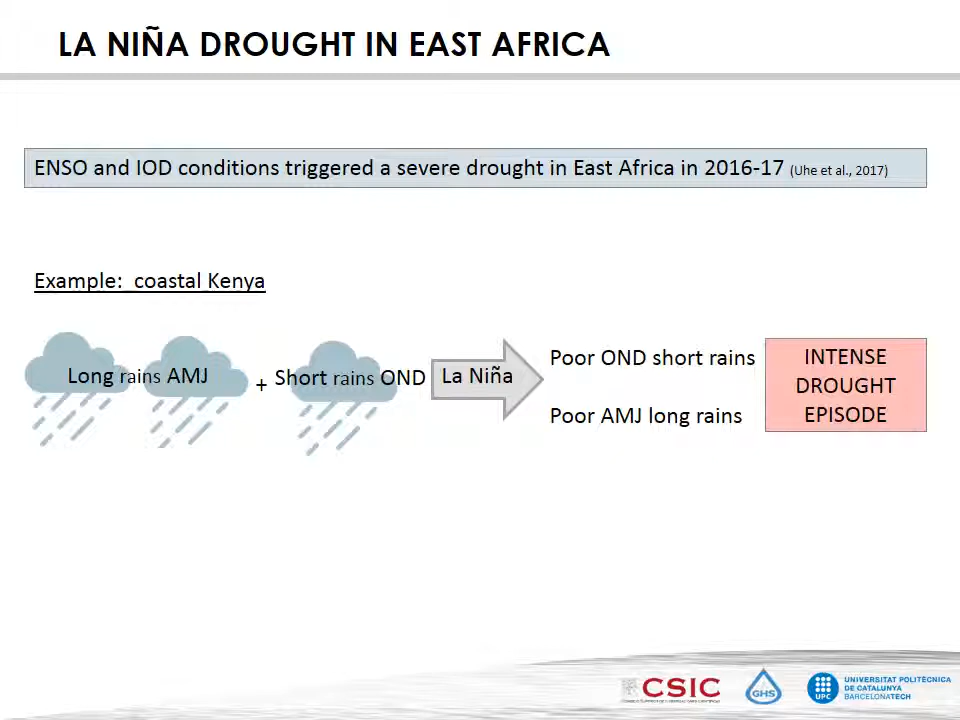 LA NIÑA DROUGHT IN EAST AFRICA
ENSO and IOD conditions triggered a severe drought in East Africa in 2016-17 (Uhe et al., 2017)
Example: coastal Kenya
Long rains AMJ
+
Short rains OND
La Niña
Poor OND short rains
Poor AMJ long rains
INTENSE
DROUGHT
EPISODE
CSIC
GHS
UPC
UNIVERSITAT POLITÈCNICA
DE CATALUNYA
BARCELONATECH